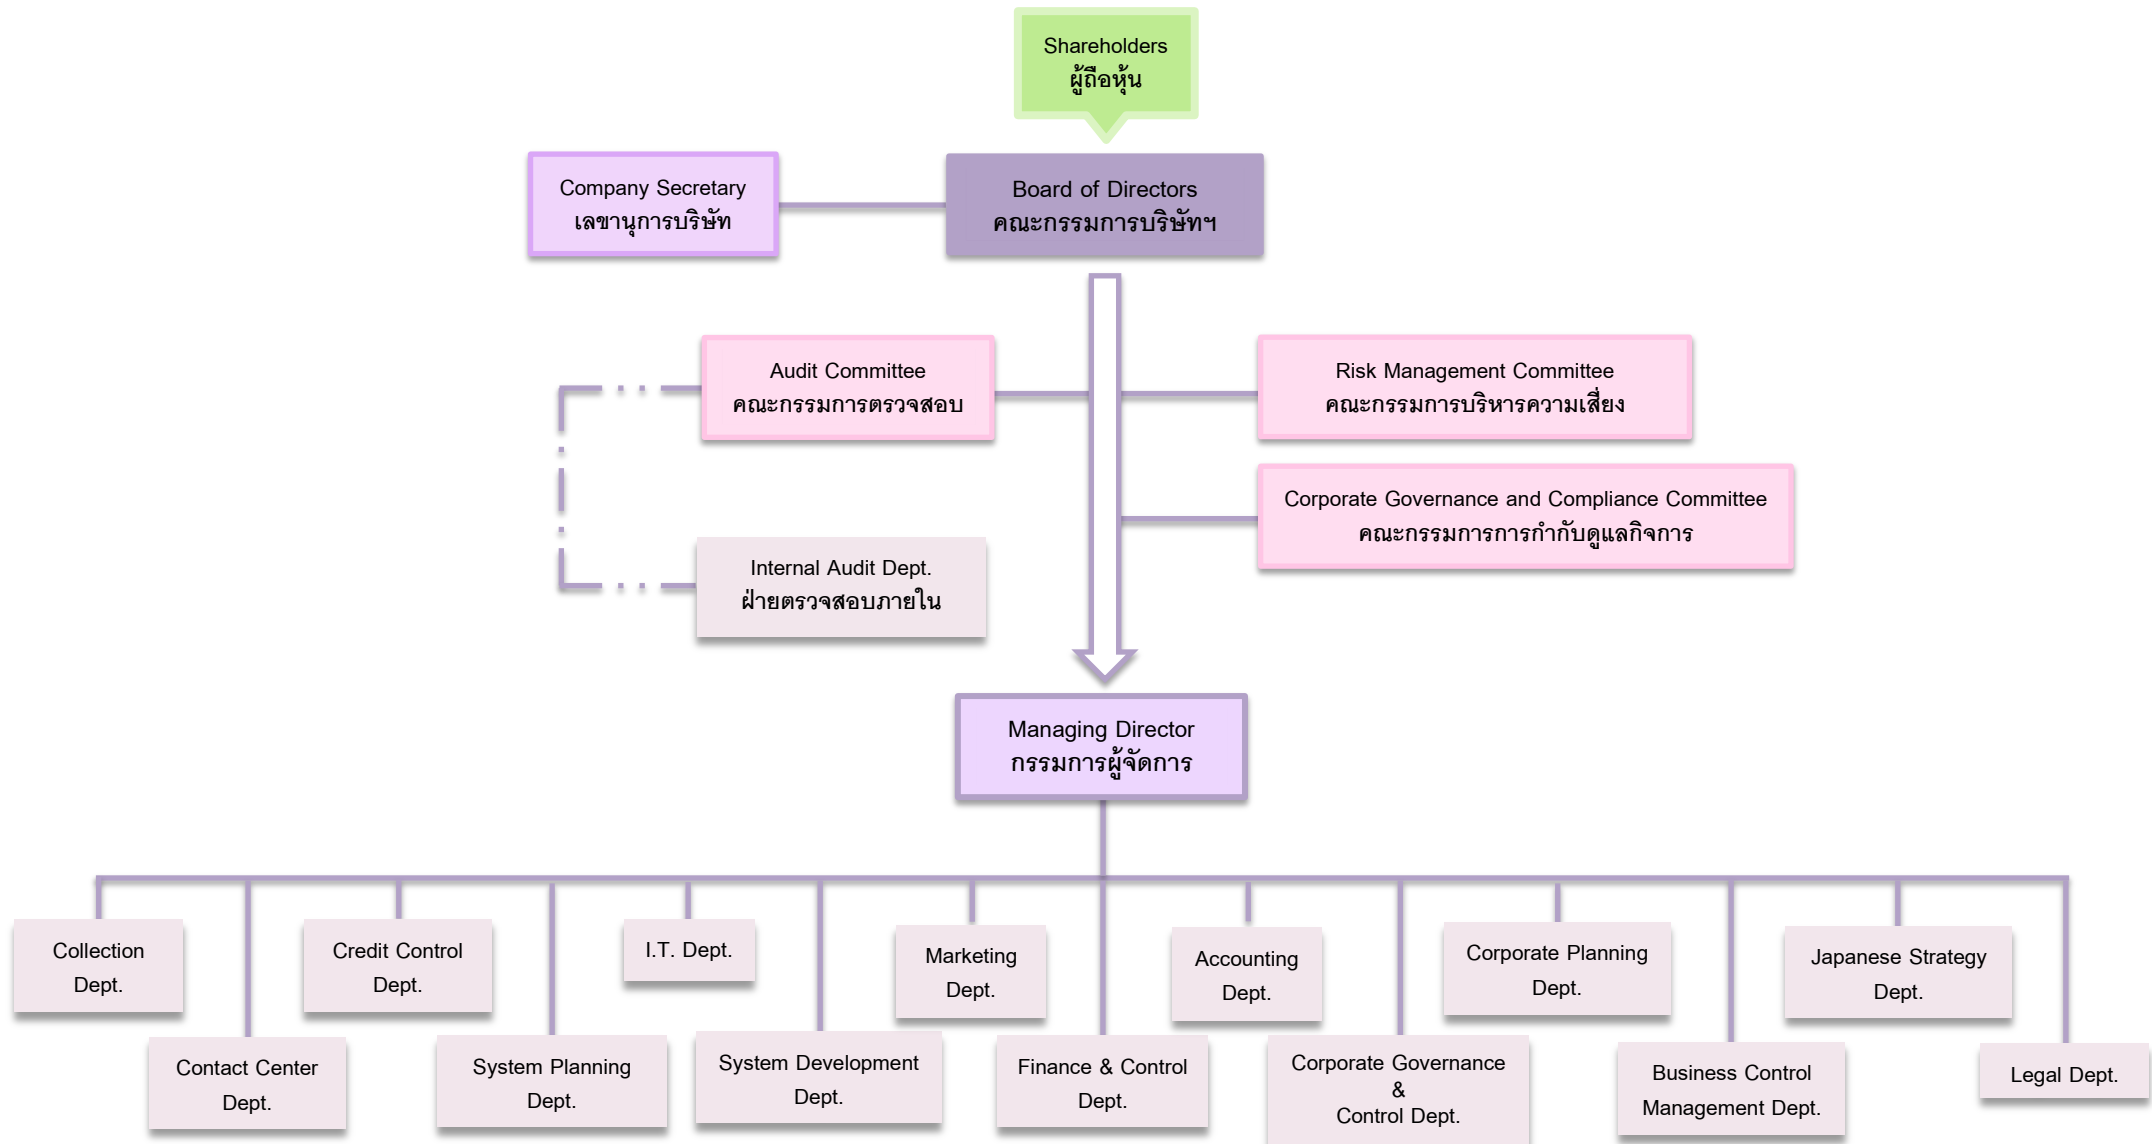 Shareholders
ผู้ถือหุ้น
Company Secretary
เลขานุการบริษัท
Board of Directors
คณะกรรมการบริษัทฯ
Audit Committee
คณะกรรมการตรวจสอบ
Risk Management Committee
คณะกรรมการบริหารความเสี่ยง
Corporate Governance and Compliance Committee
คณะกรรมการการกำกับดูแลกิจการ
Internal Audit Dept.
ฝ่ายตรวจสอบภายใน
Managing Director
กรรมการผู้จัดการ
Collection
Dept.
Credit Control
Dept.
I.T. Dept.
Marketing
Dept.
Accounting
Dept.
Corporate Planning
Dept.
Japanese Strategy
Dept.
Contact Center
Dept.
System Planning
Dept.
System Development
Dept.
Finance & Control
Dept.
Corporate Governance
&
Control Dept.
Business Control
Management Dept.
Legal Dept.